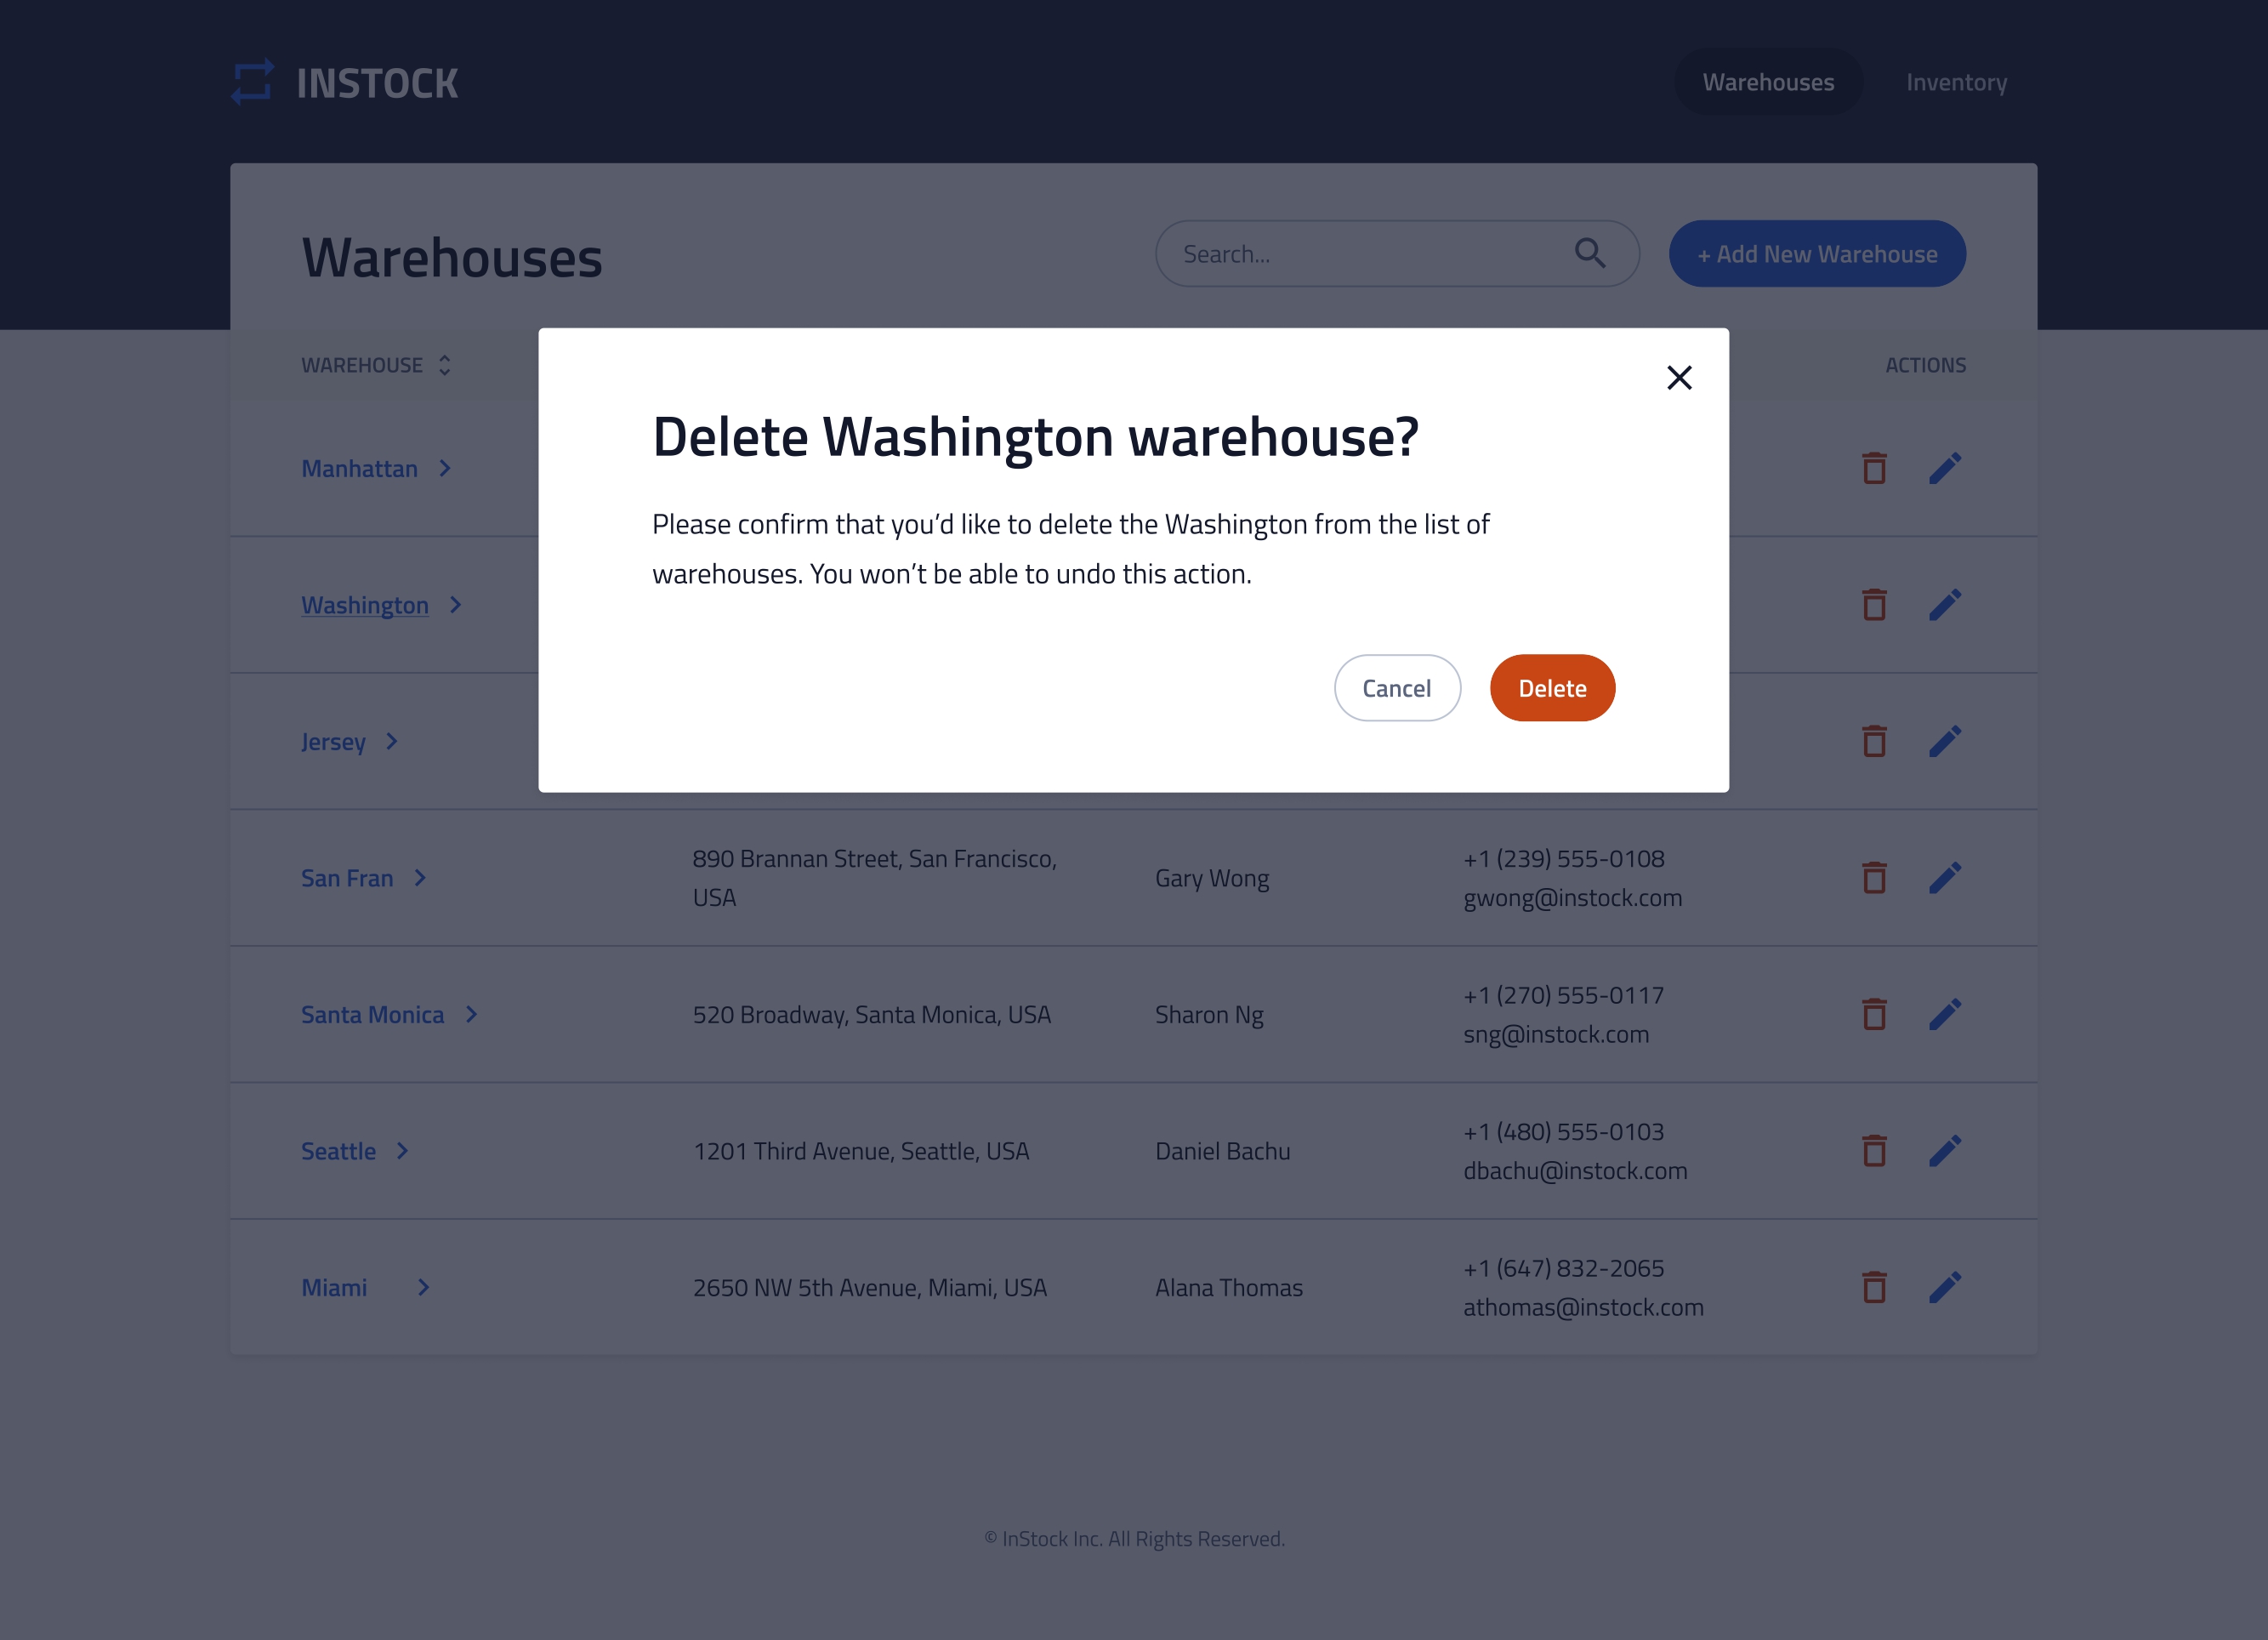 INSTOCK
Warehouses
Inventory
Warehouses
Search...
+ Add New Warehouse
WAREHOUSE
ACTIONS
Delete Washington warehouse?
Please confirm that you’d like to delete the Washington from the list of
warehouses. You won’t be able to undo this action.
Cancel
Delete
Manhattan
Washington
Jersey
San Fran
890 Brannan Street, San Francisco,
USA
Gary Wong
+1 (239) 555-0108
gwong@instock.com
Santa Monica
520 Broadway, Santa Monica, USA
Sharon Ng
+1 (270) 555-0117
sng@instock.com
Seattle
1201 Third Avenue, Seattle, USA
Daniel Bachu
+1 (480) 555-0103
dbachu@instock.com
Miami
2650 NW 5th Avenue, Miami, USA
Alana Thomas
+1 (647) 832-2065
athomas@instock.com
© InStock Inc. All Rights Reserved.